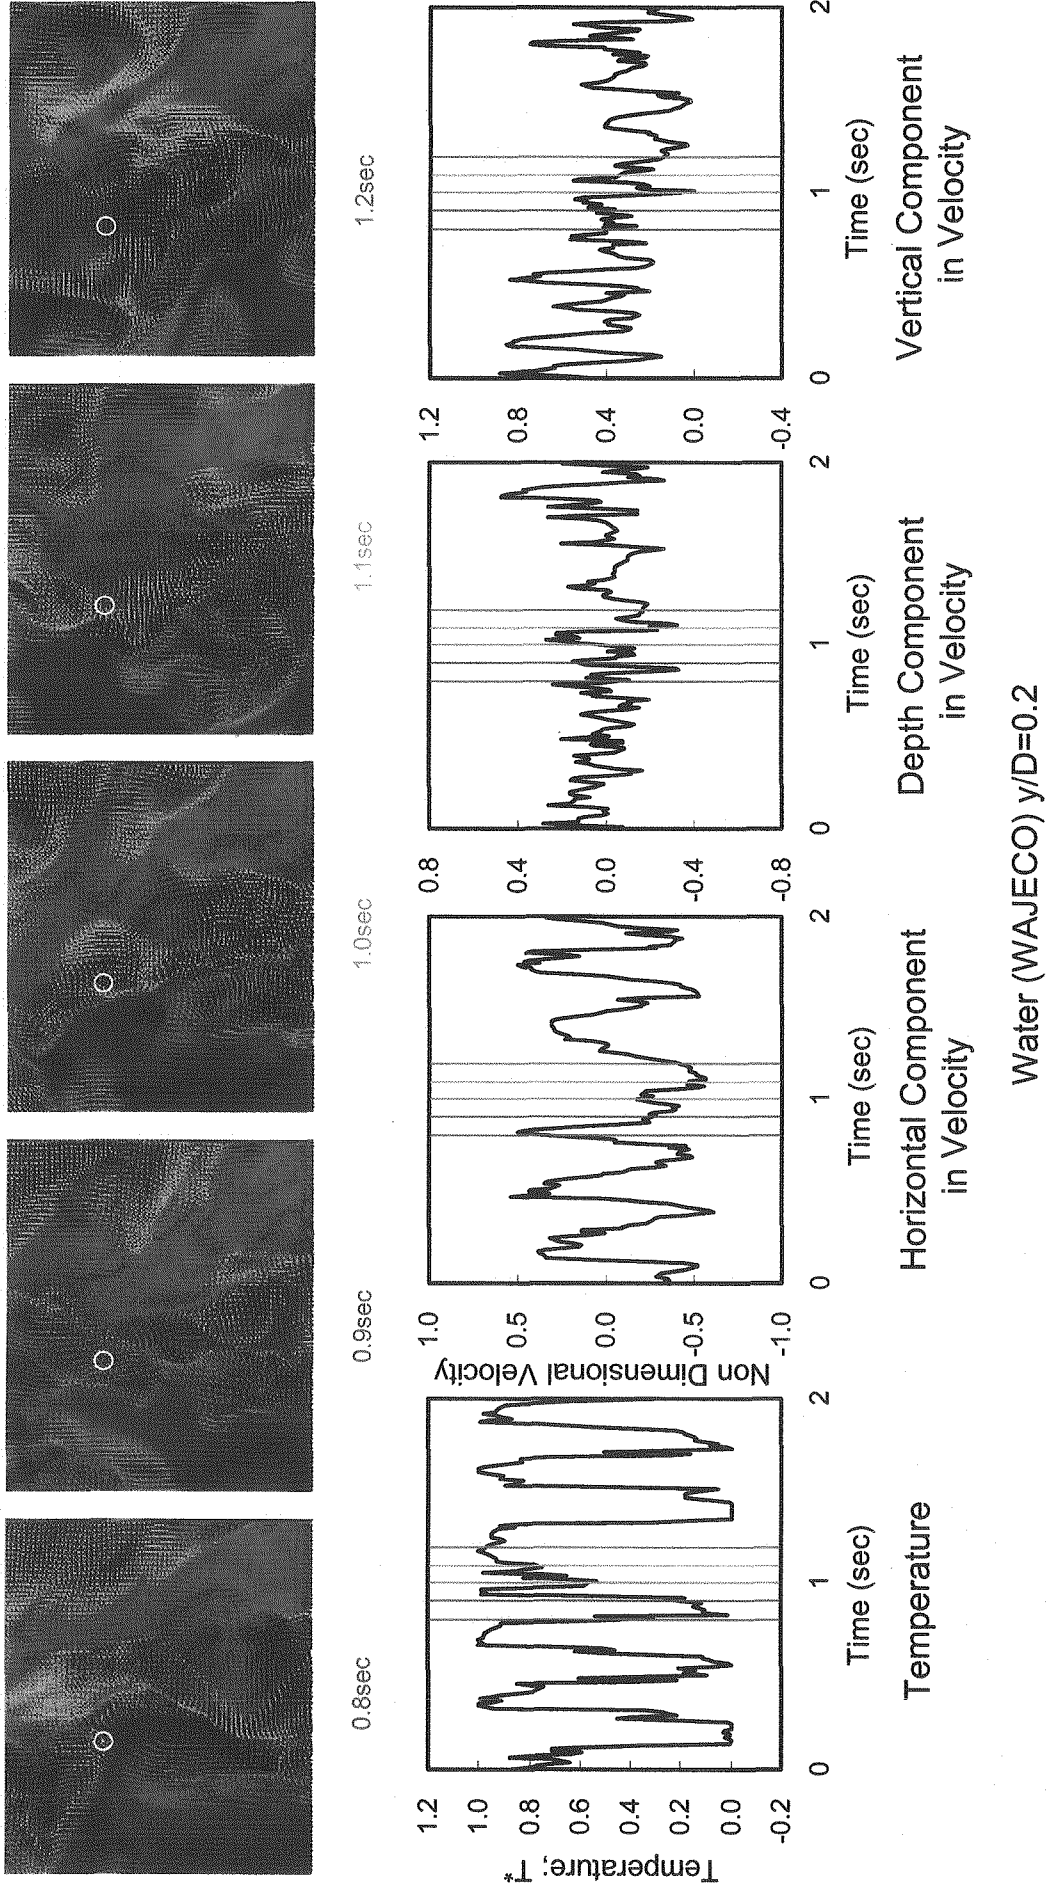 0.8sec
0.9sec
1.0sec
1.1sec
1.2sec
Temperature; T*
1.2
1.0
0.8
0.6
0.4
0.2
0.0
-0.2
0
1
2
Time (sec)
Temperature
Non Dimensional Velocity
1.0
0.5
0.0
-0.5
-1.0
0
1
2
Time (sec)
Horizontal Component
in Velocity
0.8
0.4
0.0
-0.4
-0.8
0
1
2
Time (sec)
Depth Component
in Velocity
1.2
0.8
0.4
0.0
-0.4
0
1
2
Time (sec)
Vertical Component
in Velocity
Water (WAJECO) y/D=0.2